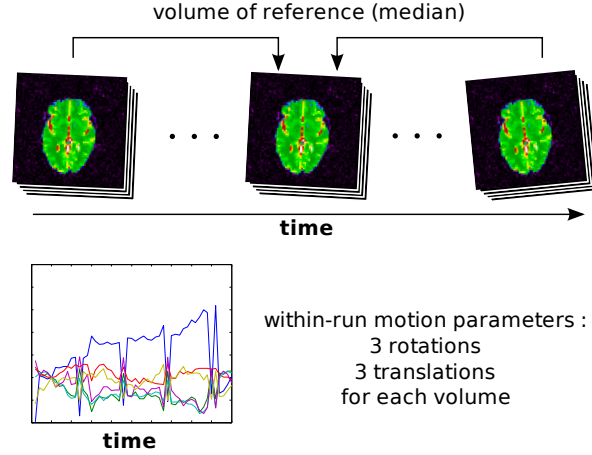 volume of reference (median)
time
within-run motion parameters :
3 rotations
3 translations
for each volume
time